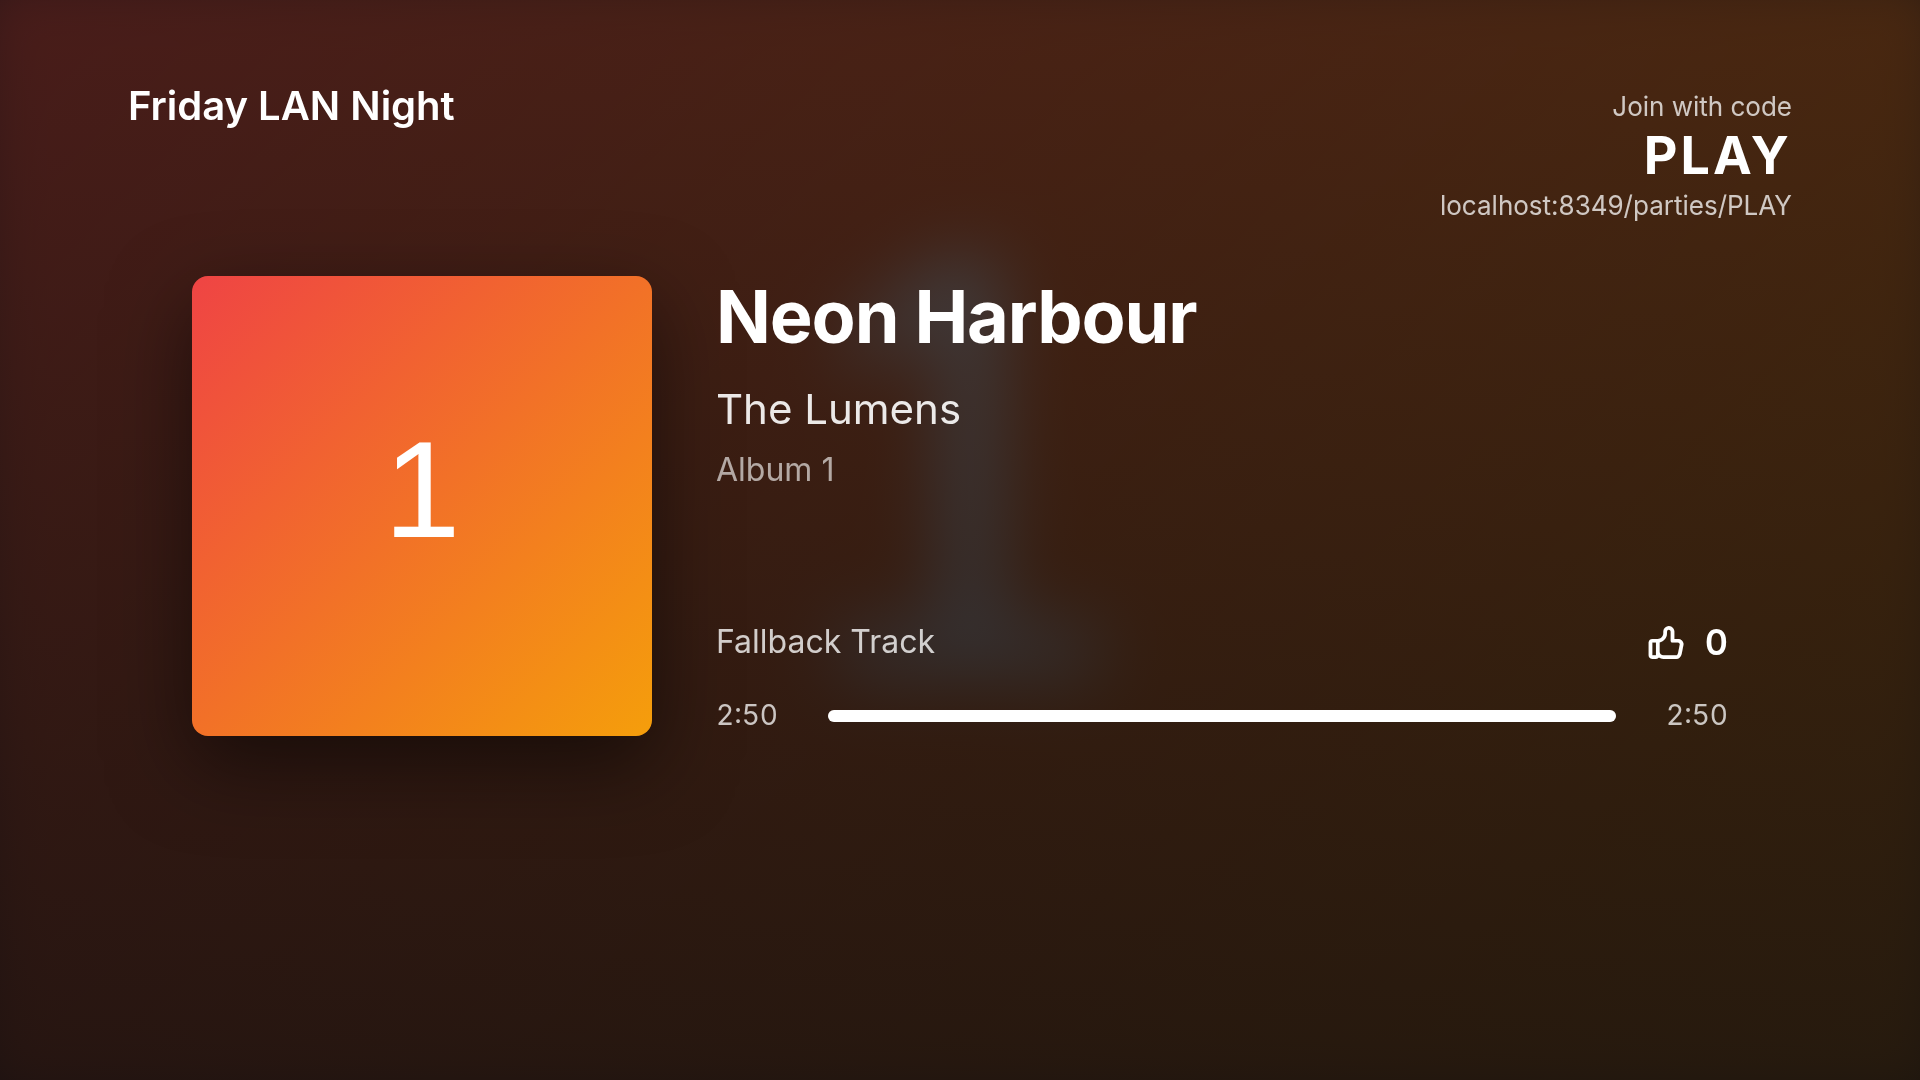 Friday LAN Night
Join with code
PLAY
localhost:8349/parties/PLAY
1
Neon Harbour
The Lumens
Album 1
Fallback Track
0
2:50
2:50